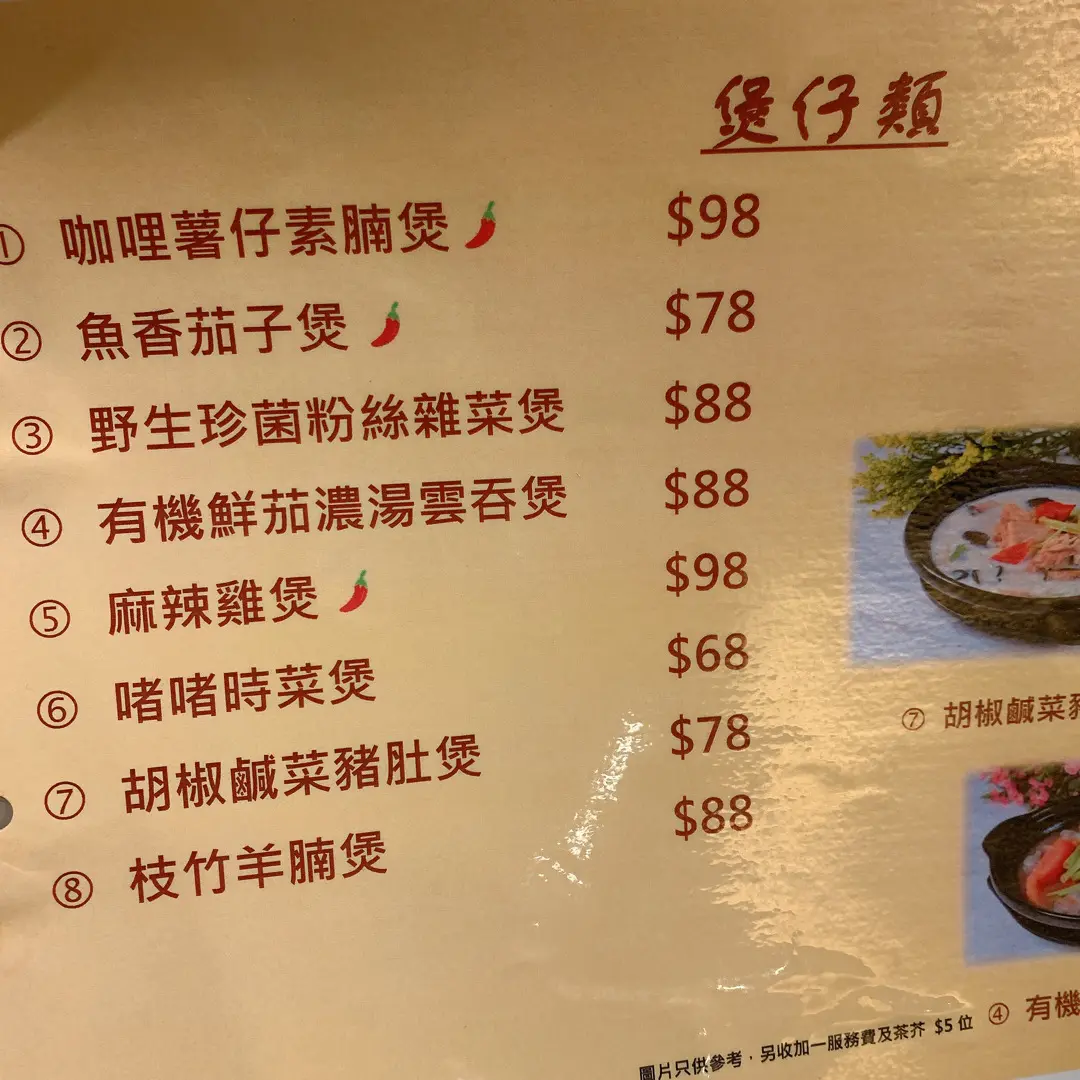 煲仔類
① 咖哩薯仔素腩煲 $98
② 魚香茄子煲 $78
③ 野生珍菌粉絲雜菜煲 $88
④ 有機鮮茄濃湯雲吞煲 $88
⑤ 麻辣雞煲 $98
⑥ 啫啫時菜煲 $68
⑦ 胡椒鹹菜豬肚煲 $78
⑧ 枝竹羊腩煲 $88
⑦ 胡椒鹹菜豬
④ 有機
圖片只供參考，另收加一服務費及茶芥 $5 位